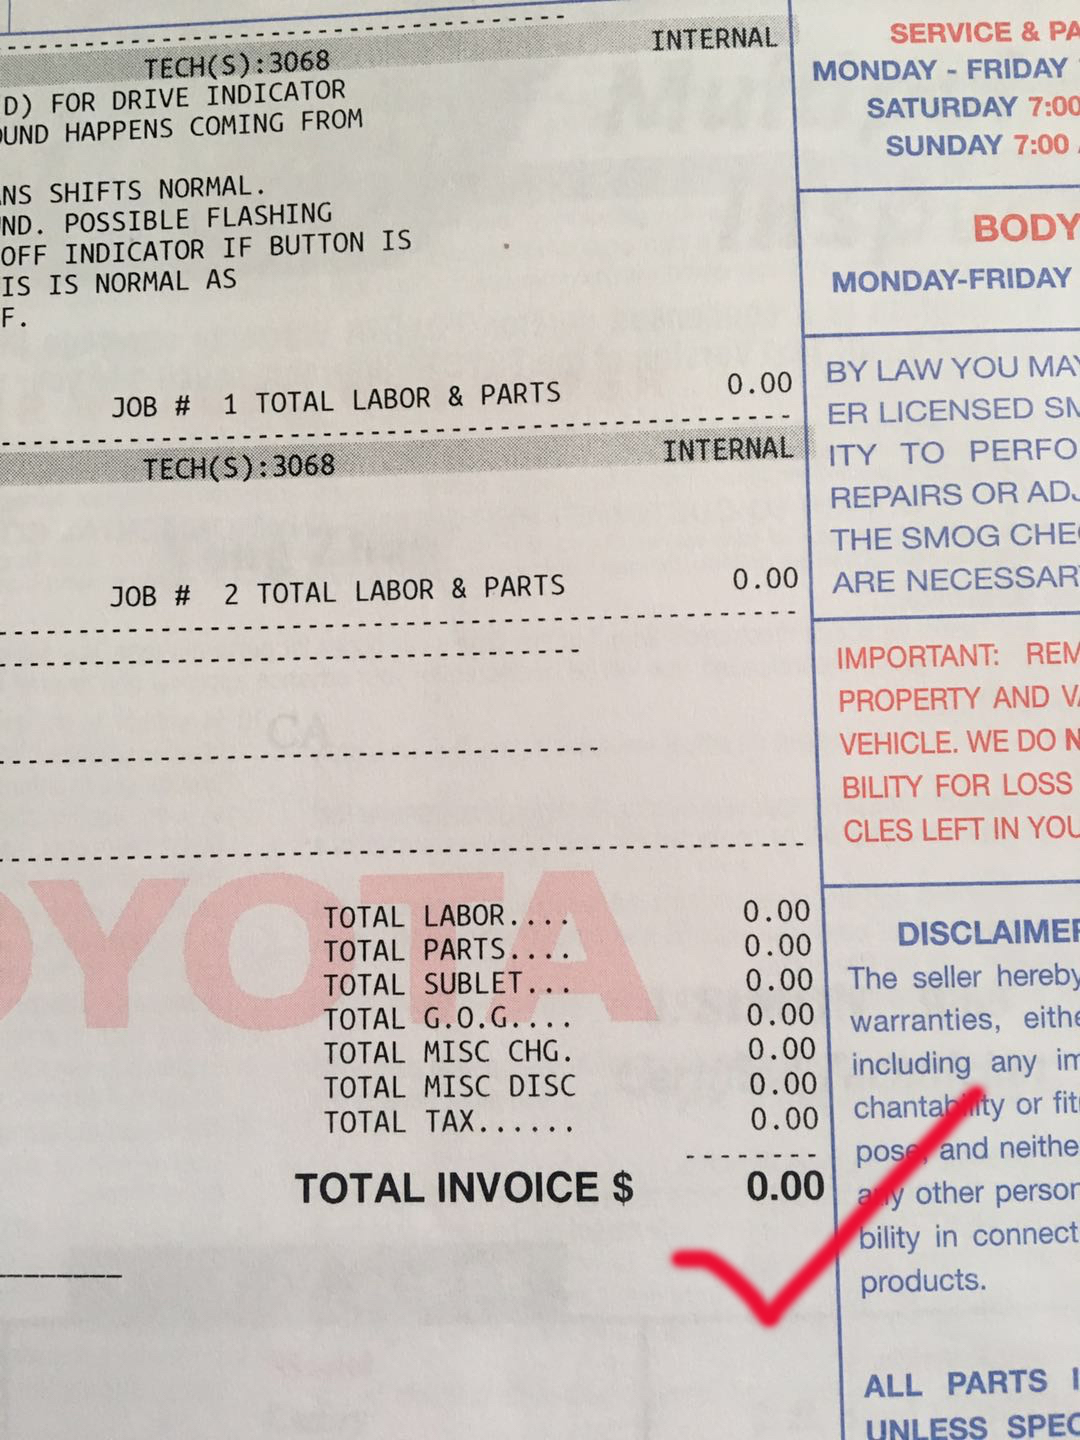 INTERNAL
TECH(S):3068
D) FOR DRIVE INDICATOR
OUND HAPPENS COMING FROM
ANS SHIFTS NORMAL.
UND. POSSIBLE FLASHING
OFF INDICATOR IF BUTTON IS
IS IS NORMAL AS
F.
JOB # 1 TOTAL LABOR & PARTS 0.00
TECH(S):3068 INTERNAL
JOB # 2 TOTAL LABOR & PARTS 0.00
OYOTA
TOTAL LABOR.... 0.00
TOTAL PARTS.... 0.00
TOTAL SUBLET... 0.00
TOTAL G.O.G.... 0.00
TOTAL MISC CHG. 0.00
TOTAL MISC DISC 0.00
TOTAL TAX...... 0.00
TOTAL INVOICE $ 0.00
SERVICE & PA
MONDAY - FRIDAY
SATURDAY 7:00
SUNDAY 7:00
BODY
MONDAY-FRIDAY
BY LAW YOU MAY
ER LICENSED SM
ITY TO PERFO
REPAIRS OR ADJ
THE SMOG CHEC
ARE NECESSARY
IMPORTANT: REM
PROPERTY AND VA
VEHICLE. WE DO N
BILITY FOR LOSS
CLES LEFT IN YOU
DISCLAIMER
The seller hereby
warranties, eithe
including any im
chantability or fit
pose, and neithe
any other person
bility in connect
products.
ALL PARTS
UNLESS SPEC